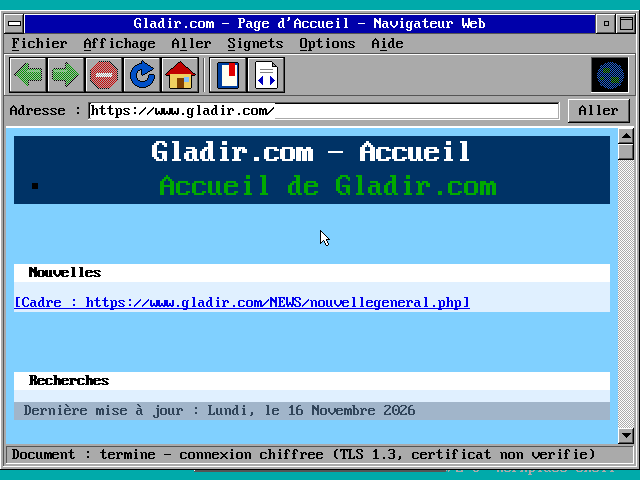 Gladir.com - Page d'Accueil - Navigateur Web
Fichier Affichage Aller Signets Options Aide
Adresse : https://www.gladir.com/ Aller
Gladir.com - Accueil
Accueil de Gladir.com
Nouvelles
[Cadre : https://www.gladir.com/NEWS/nouvellegeneral.php]
Recherches
Dernière mise à jour : Lundi, le 16 Novembre 2026
Document : termine - connexion chiffree (TLS 1.3, certificat non verifie)